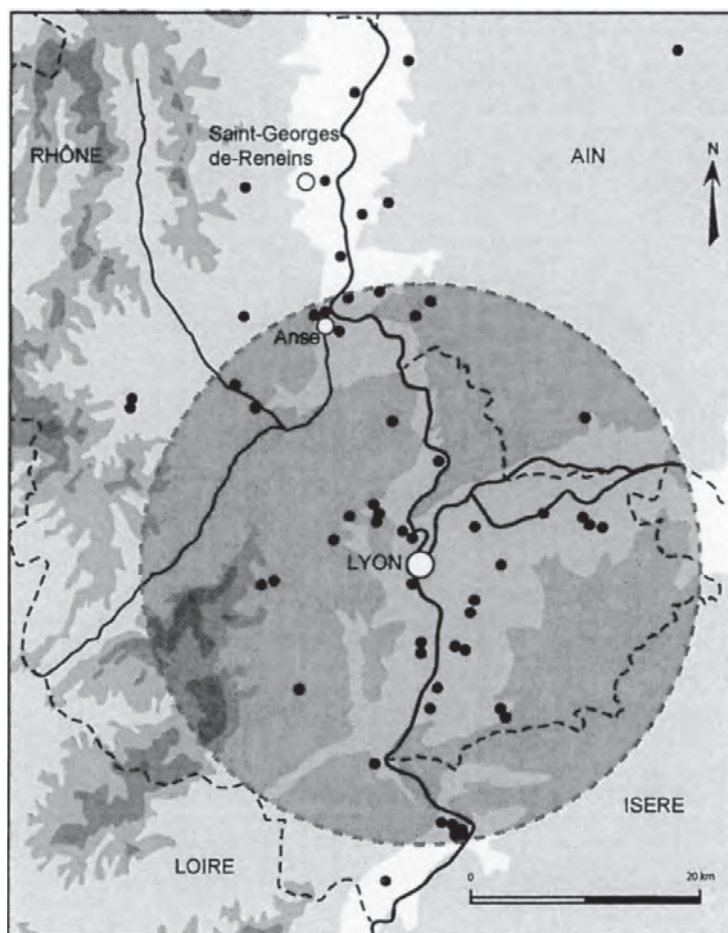 Saint-Georges
de-Reneins
RHÔNE
AIN
N
Anse
LYON
ISERE
LOIRE
0
20 km